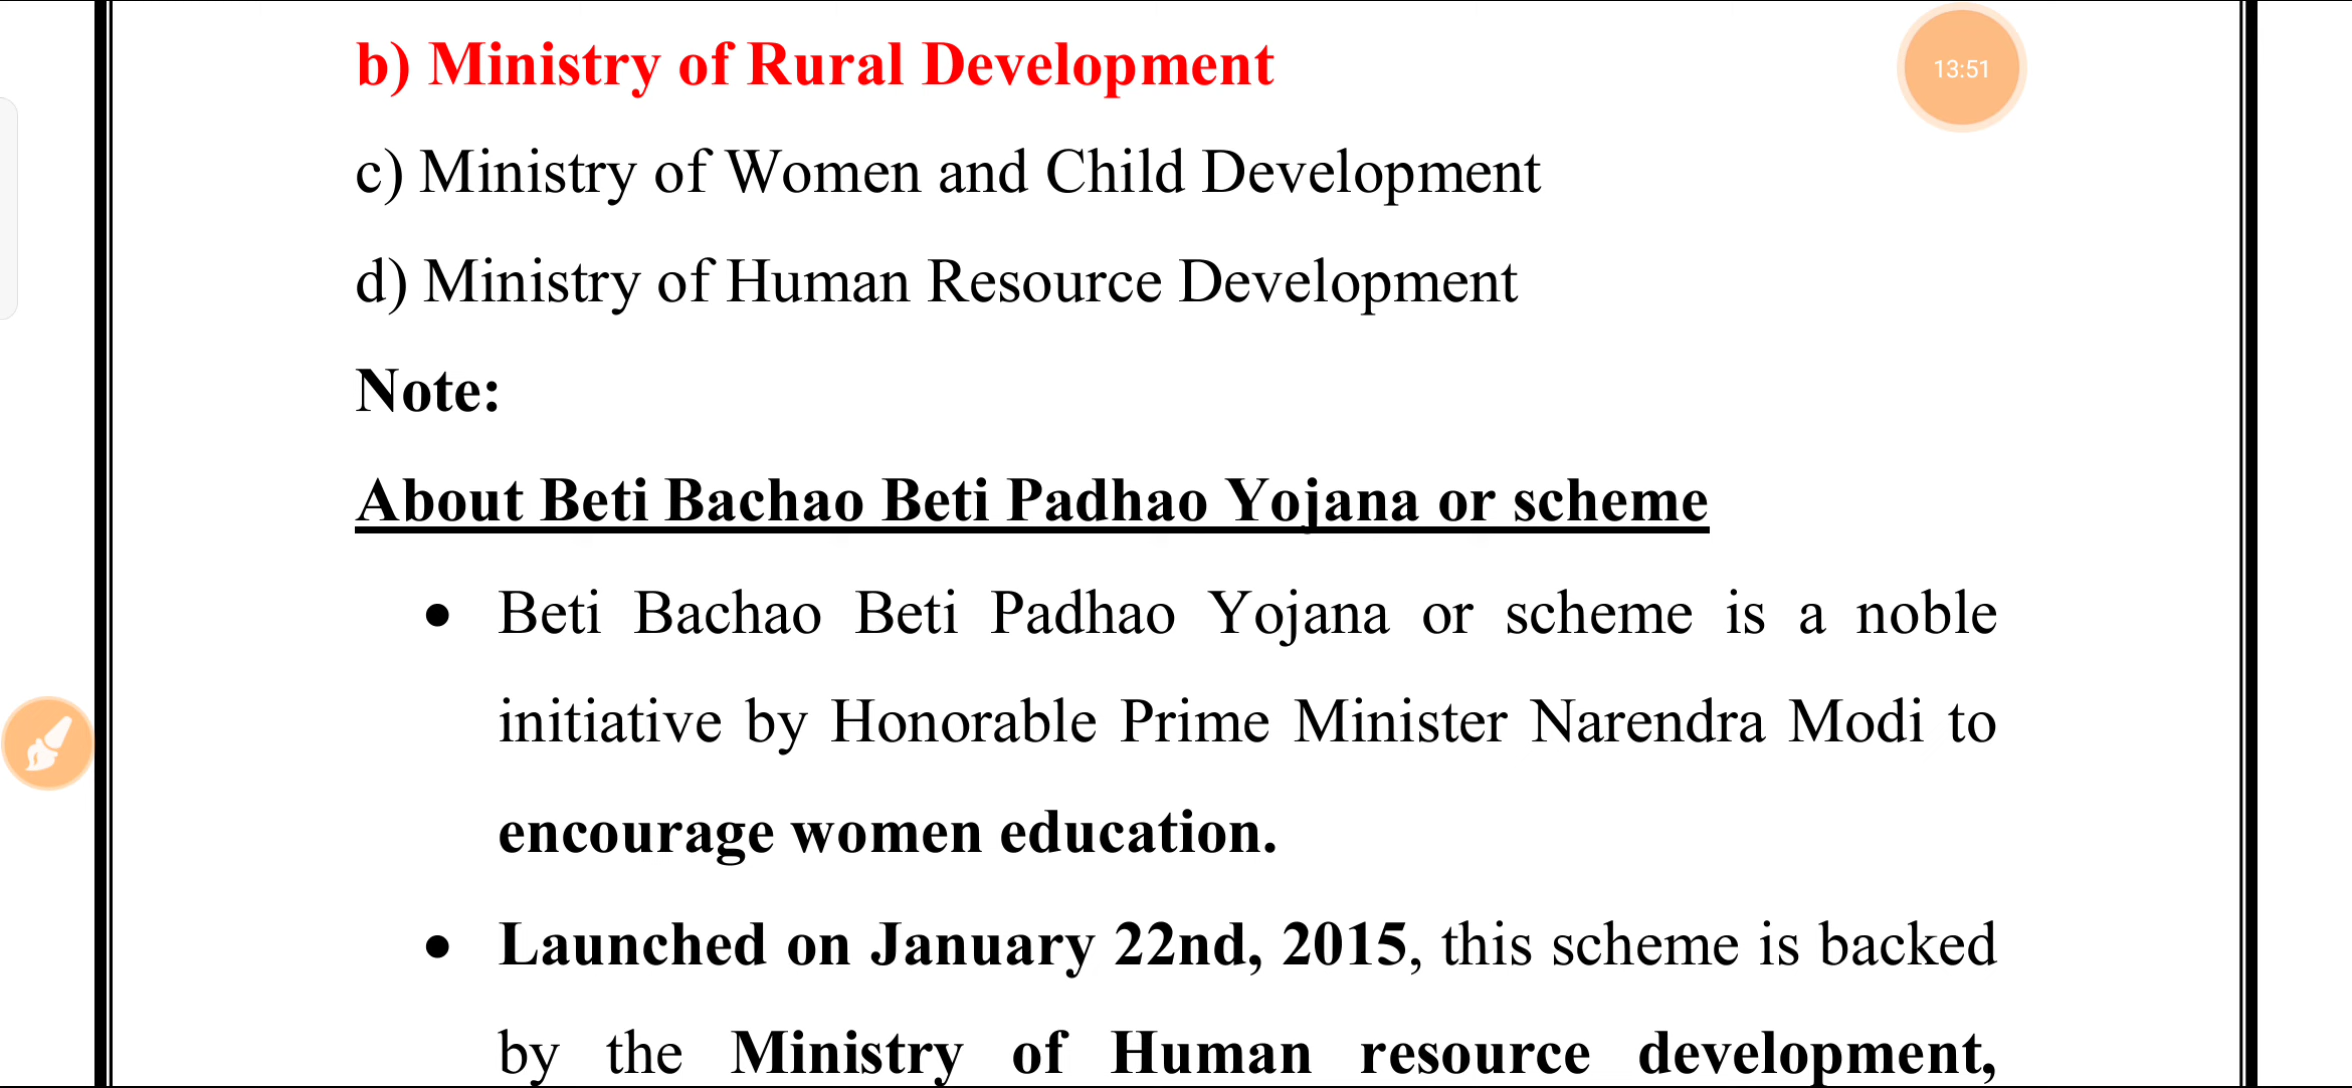 b) Ministry of Rural Development
13:51
c) Ministry of Women and Child Development
d) Ministry of Human Resource Development
Note:
About Beti Bachao Beti Padhao Yojana or scheme
• Beti Bachao Beti Padhao Yojana or scheme is a noble
initiative by Honorable Prime Minister Narendra Modi to
encourage women education.
• Launched on January 22nd, 2015, this scheme is backed
by the Ministry of Human resource development,